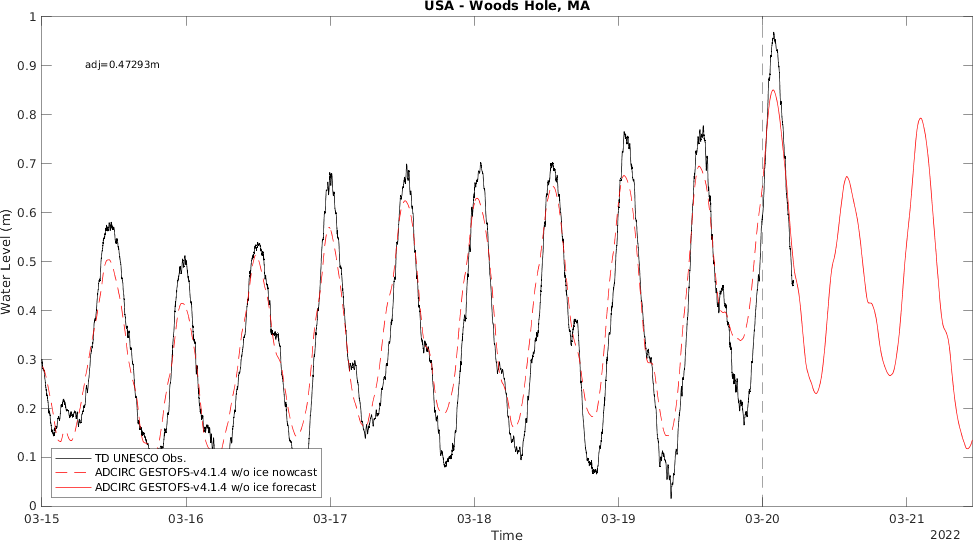 USA - Woods Hole, MA
1
0.9
adj=0.47293m
0.8
0.7
0.6
0.5
0.4
0.3
0.2
0.1
0
Water Level (m)
TD UNESCO Obs.
ADCIRC GESTOFS-v4.1.4 w/o ice nowcast
ADCIRC GESTOFS-v4.1.4 w/o ice forecast
03-15 03-16 03-17 03-18 03-19 03-20 03-21
Time
2022